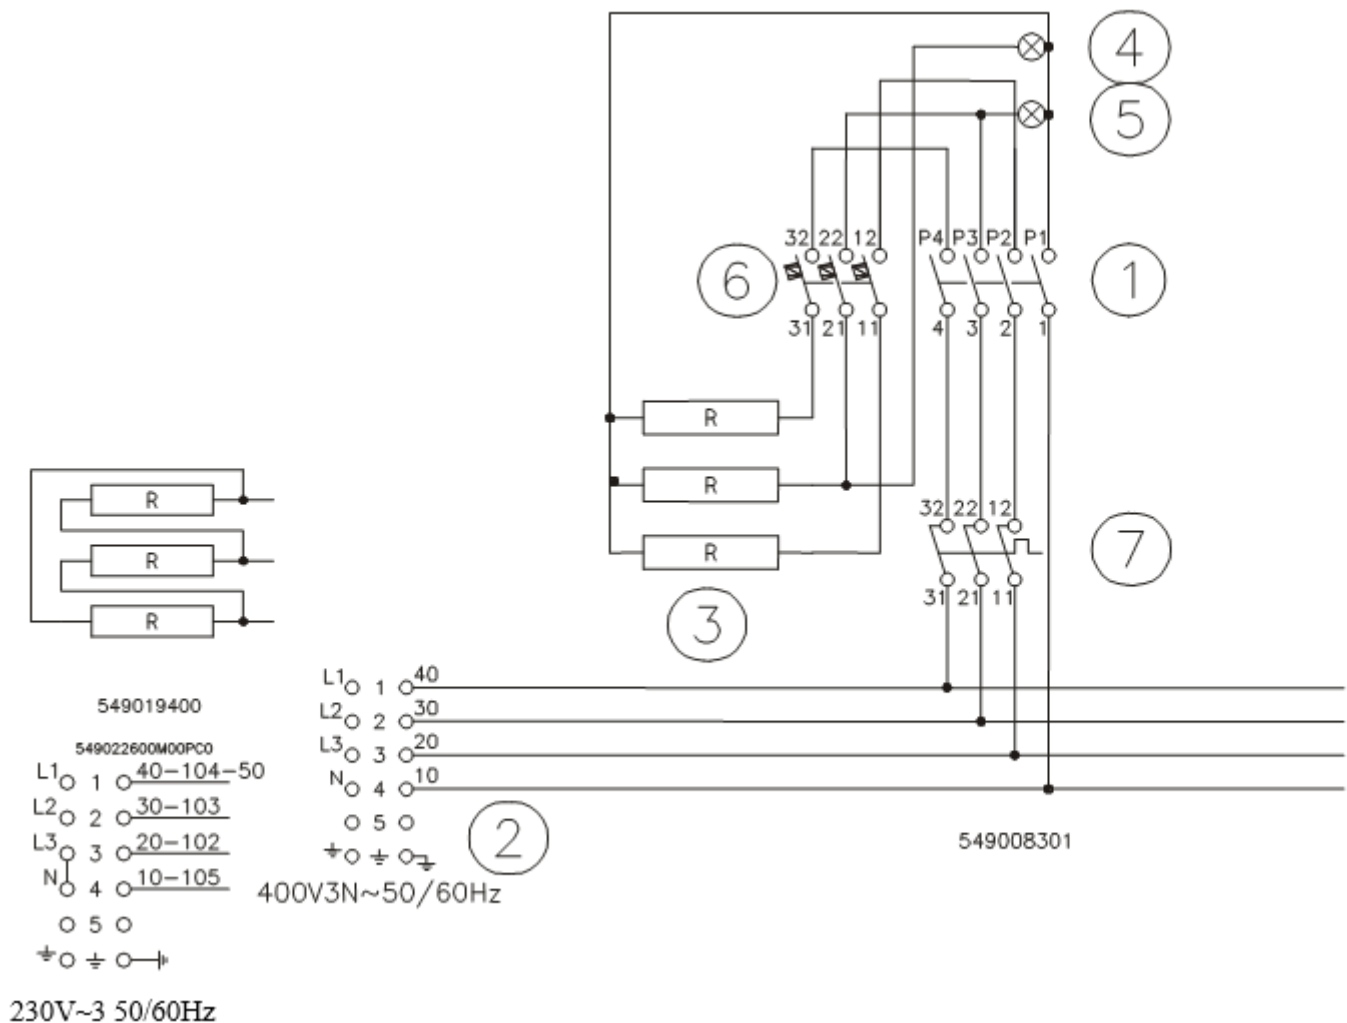 4
5
32 22 12 P4 P3 P2 P1
6
1
31 21 11 4 3 2 1
R
R
R
32 22 12
7
31 21 11
3
R
R
R
549019400
L1 1 40
L2 2 30
L3 3 20
N 4 10
5
2
400V3N~50/60Hz
549008301
549022600M00PC0
L1 1 40-104-50
L2 2 30-103
L3 3 20-102
N 4 10-105
5
230V~3 50/60Hz